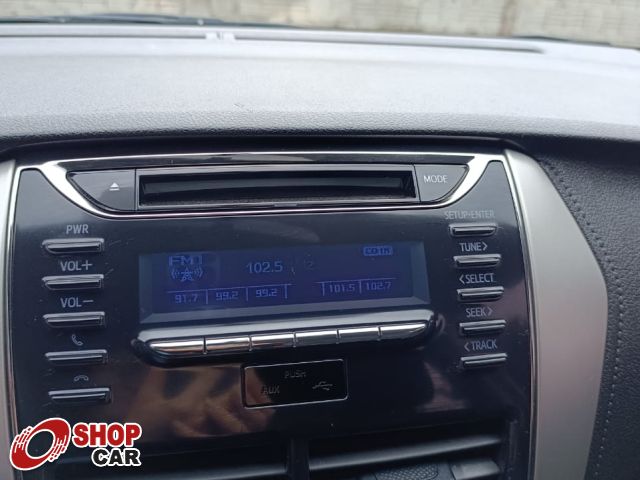 MODE
SETUP·ENTER
PWR
TUNE>
VOL+
<SELECT
VOL–
SEEK>
<TRACK
FM1
CD IN
102.5
91.7 99.2 99.2 101.5 102.7
PUSH
AUX
SHOP
CAR